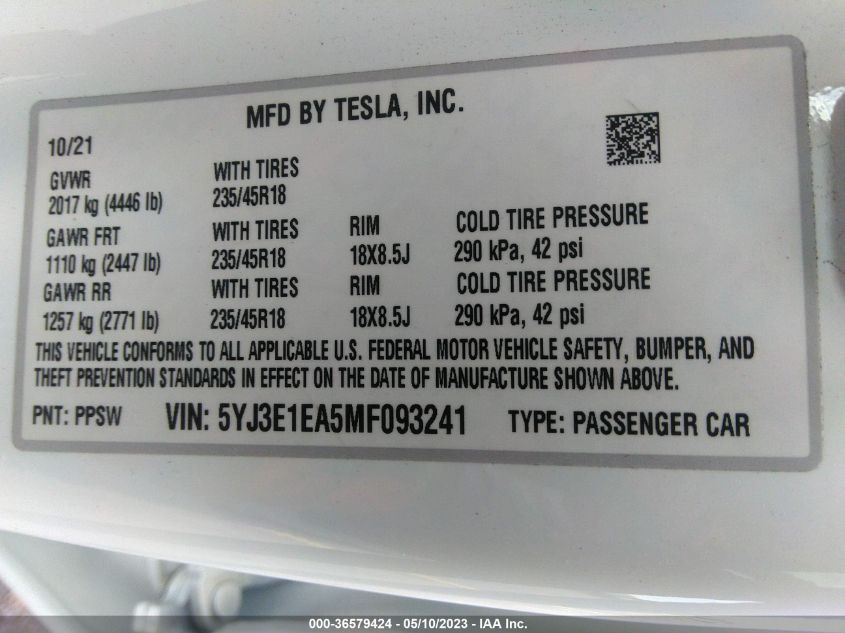 MFD BY TESLA, INC.
10/21
GVWR WITH TIRES
2017 kg (4446 lb) 235/45R18
GAWR FRT WITH TIRES RIM COLD TIRE PRESSURE
1110 kg (2447 lb) 235/45R18 18X8.5J 290 kPa, 42 psi
GAWR RR WITH TIRES RIM COLD TIRE PRESSURE
1257 kg (2771 lb) 235/45R18 18X8.5J 290 kPa, 42 psi
THIS VEHICLE CONFORMS TO ALL APPLICABLE U.S. FEDERAL MOTOR VEHICLE SAFETY, BUMPER, AND
THEFT PREVENTION STANDARDS IN EFFECT ON THE DATE OF MANUFACTURE SHOWN ABOVE.
PNT: PPSW VIN: 5YJ3E1EA5MF093241 TYPE: PASSENGER CAR
000-36579424 - 05/10/2023 - IAA Inc.